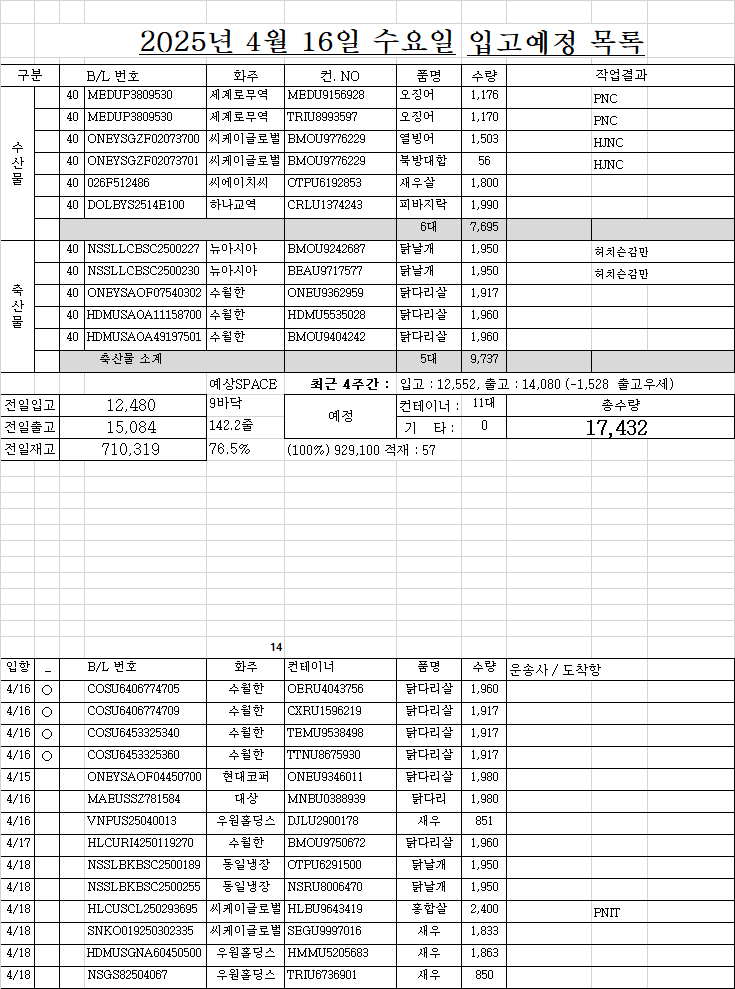 2025년 4월 16일 수요일 입고예정 목록
구분 B/L 번호 화주 컨. NO 품명 수량 작업결과
수산물
40 MEDUP3809530 세계로무역 MEDU9156928 오징어 1,176 PNC
40 MEDUP3809530 세계로무역 TRIU8993597 오징어 1,170 PNC
40 ONEYSGZF02073700 씨케이글로벌 BMOU9776229 열빙어 1,503 HJNC
40 ONEYSGZF02073701 씨케이글로벌 BMOU9776229 북방대합 56 HJNC
40 026F512486 씨에이치씨 OTPU6192853 새우살 1,800
40 DOLBYS2514E100 하나교역 CRLU1374243 피바지락 1,990
6대 7,695
축산물
40 NSSLLCBSC2500227 뉴아시아 BMOU9242687 닭날개 1,950 허치슨감만
40 NSSLLCBSC2500230 뉴아시아 BEAU9717577 닭날개 1,950 허치슨감만
40 ONEYSAOF07540302 수월한 ONEU9362959 닭다리살 1,917
40 HDMUSAOA11158700 수월한 HDMU5535028 닭다리살 1,960
40 HDMUSAOA49197501 수월한 BMOU9404242 닭다리살 1,960
축산물 소계 5대 9,737
예상SPACE 최근 4주간 : 입고 : 12,552, 출고 : 14,080 (-1,528 출고우세)
전일입고 12,480 9바닥 예정 컨테이너 : 11대 총수량
전일출고 15,084 142.2줄 기 타 : 0 17,432
전일재고 710,319 76.5% (100%) 929,100 적재 : 57
14
입항 _ B/L 번호 화주 컨테이너 품명 수량 운송사 / 도착항
4/16 ○ COSU6406774705 수월한 OERU4043756 닭다리살 1,960
4/16 ○ COSU6406774709 수월한 CXRU1596219 닭다리살 1,917
4/16 ○ COSU6453325340 수월한 TEMU9538498 닭다리살 1,917
4/16 ○ COSU6453325360 수월한 TTNU8675930 닭다리살 1,917
4/15 ONEYSAOF04450700 현대코퍼 ONEU9346011 닭다리살 1,980
4/16 MAEUSSZ781584 대상 MNBU0388939 닭다리 1,980
4/16 VNPUS25040013 우원홀딩스 DJLU2900178 새우 851
4/17 HLCURI4250119270 수월한 BMOU9750672 닭다리살 1,960
4/18 NSSLBKBSC2500189 동일냉장 OTPU6291500 닭날개 1,950
4/18 NSSLBKBSC2500255 동일냉장 NSRU8006470 닭날개 1,950
4/18 HLCUSCL250293695 씨케이글로벌 HLBU9643419 홍합살 2,400 PNIT
4/18 SNKO019250302335 씨케이글로벌 SEGU9997016 새우 1,833
4/18 HDMUSGNA60450500 우원홀딩스 HMMU5205683 새우 1,863
4/18 NSGS82504067 우원홀딩스 TRIU6736901 새우 850